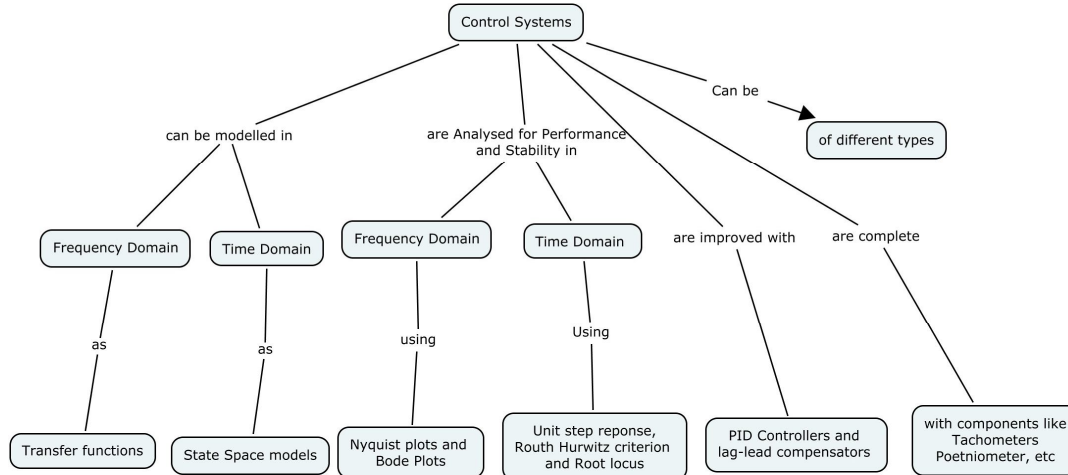 Control Systems
Can be
of different types
can be modelled in
are Analysed for Performance
and Stability in
Frequency Domain
Time Domain
Frequency Domain
Time Domain
are improved with
are complete
as
as
using
Using
Transfer functions
State Space models
Nyquist plots and
Bode Plots
Unit step reponse,
Routh Hurwitz criterion
and Root locus
PID Controllers and
lag-lead compensators
with components like
Tachometers
Poetniometer, etc